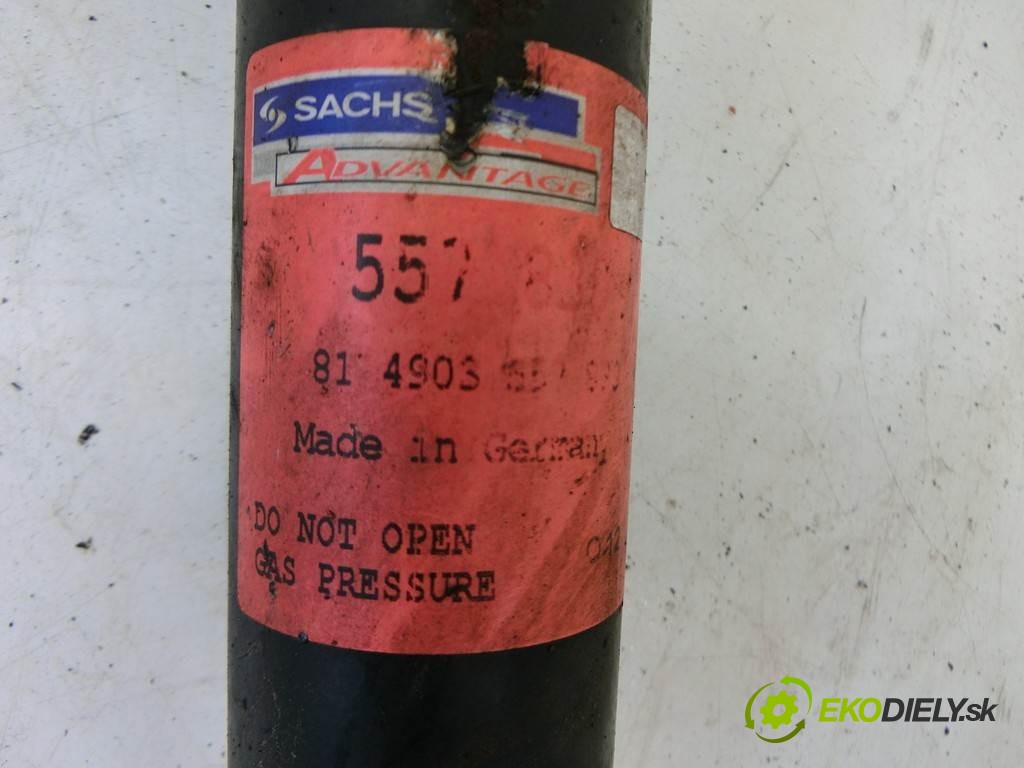 SACHS
ADVANTAGE
557
81 4903
Made in Germany
DO NOT OPEN
GAS PRESSURE
EKODIELY.sk